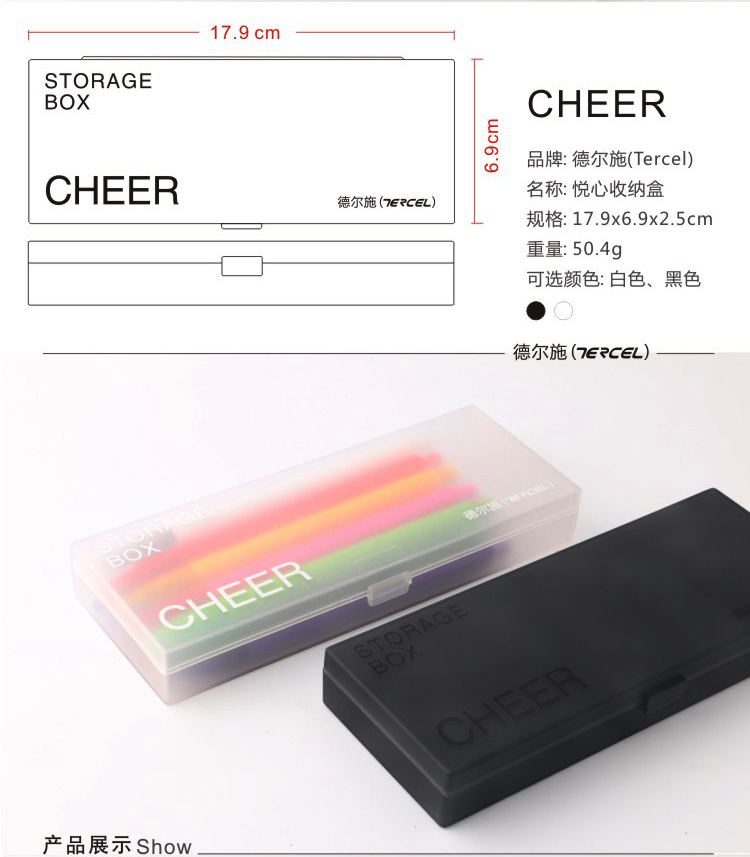 17.9 cm
STORAGE
BOX
CHEER
德尔施(TERCEL)
6.9cm
CHEER
品牌: 德尔施(Tercel)
名称: 悦心收纳盒
规格: 17.9x6.9x2.5cm
重量: 50.4g
可选颜色: 白色、黑色
德尔施(TERCEL)
STORAGE
BOX
德尔施(TERCEL)
CHEER
STORAGE
BOX
CHEER
产品展示 Show